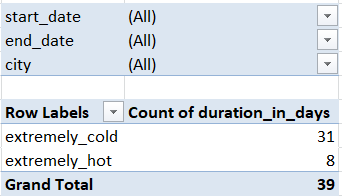 start_date (All)
end_date (All)
city (All)
Row Labels Count of duration_in_days
extremely_cold 31
extremely_hot 8
Grand Total 39